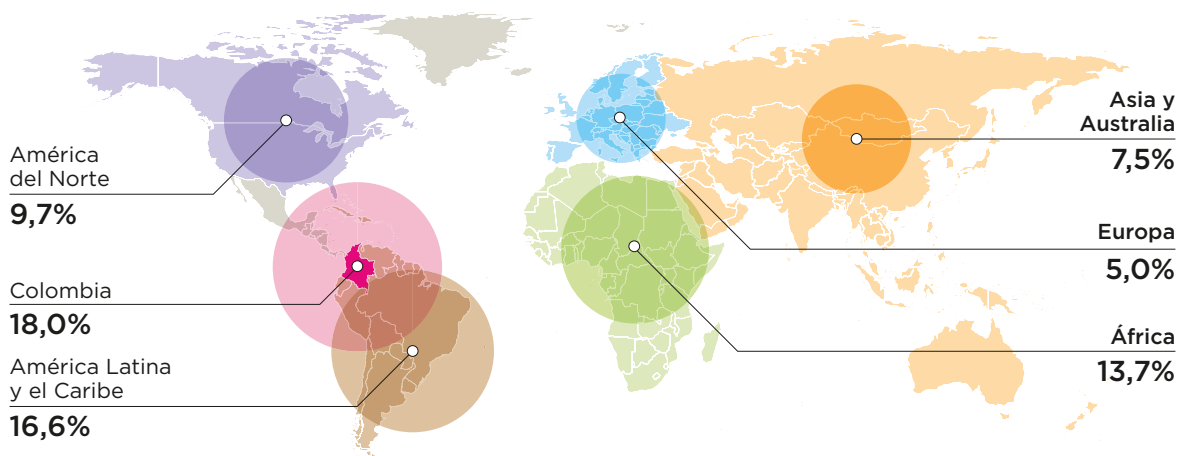 América
del Norte
9,7%
Colombia
18,0%
América Latina
y el Caribe
16,6%
Asia y
Australia
7,5%
Europa
5,0%
África
13,7%